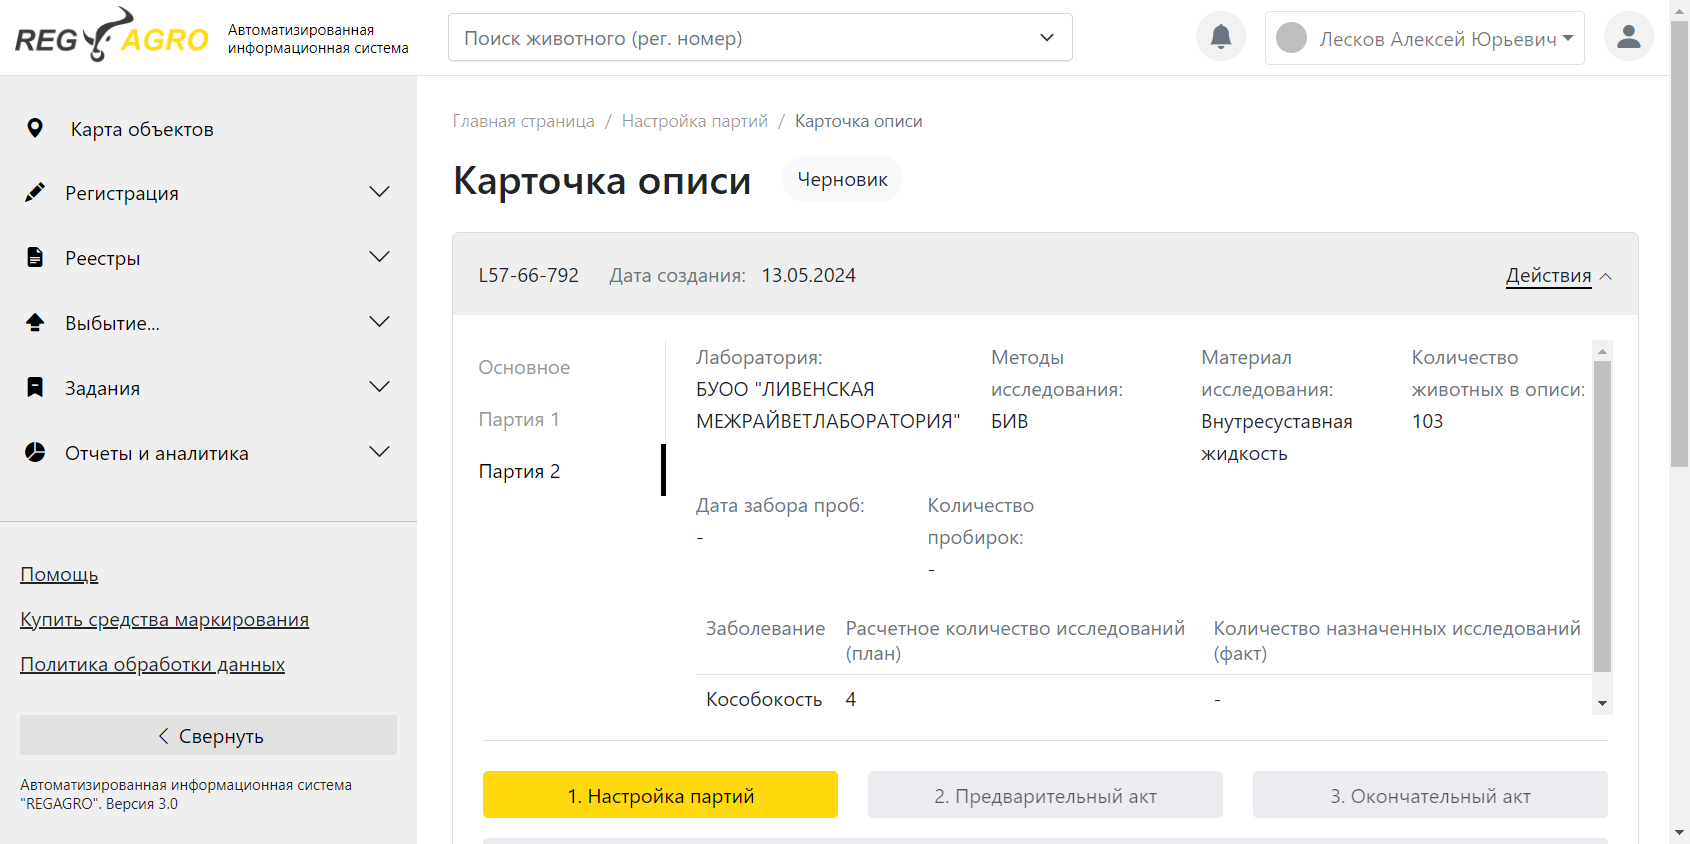 REG AGRO
Автоматизированная
информационная система
Поиск животного (рег. номер)
Лесков Алексей Юрьевич
Карта объектов
Регистрация
Реестры
Выбытие...
Задания
Отчеты и аналитика
Помощь
Купить средства маркирования
Политика обработки данных
Свернуть
Автоматизированная информационная система
"REGAGRO". Версия 3.0
Главная страница / Настройка партий / Карточка описи
Карточка описи
Черновик
L57-66-792 Дата создания: 13.05.2024
Действия
Основное
Партия 1
Партия 2
Лаборатория:
БУОО "ЛИВЕНСКАЯ
МЕЖРАЙВЕТЛАБОРАТОРИЯ"
Методы
исследования:
БИВ
Материал
исследования:
Внутресуставная
жидкость
Количество
животных в описи:
103
Дата забора проб:
-
Количество
пробирок:
-
Заболевание
Расчетное количество исследований
(план)
Количество назначенных исследований
(факт)
Кособокость 4 -
1. Настройка партий
2. Предварительный акт
3. Окончательный акт